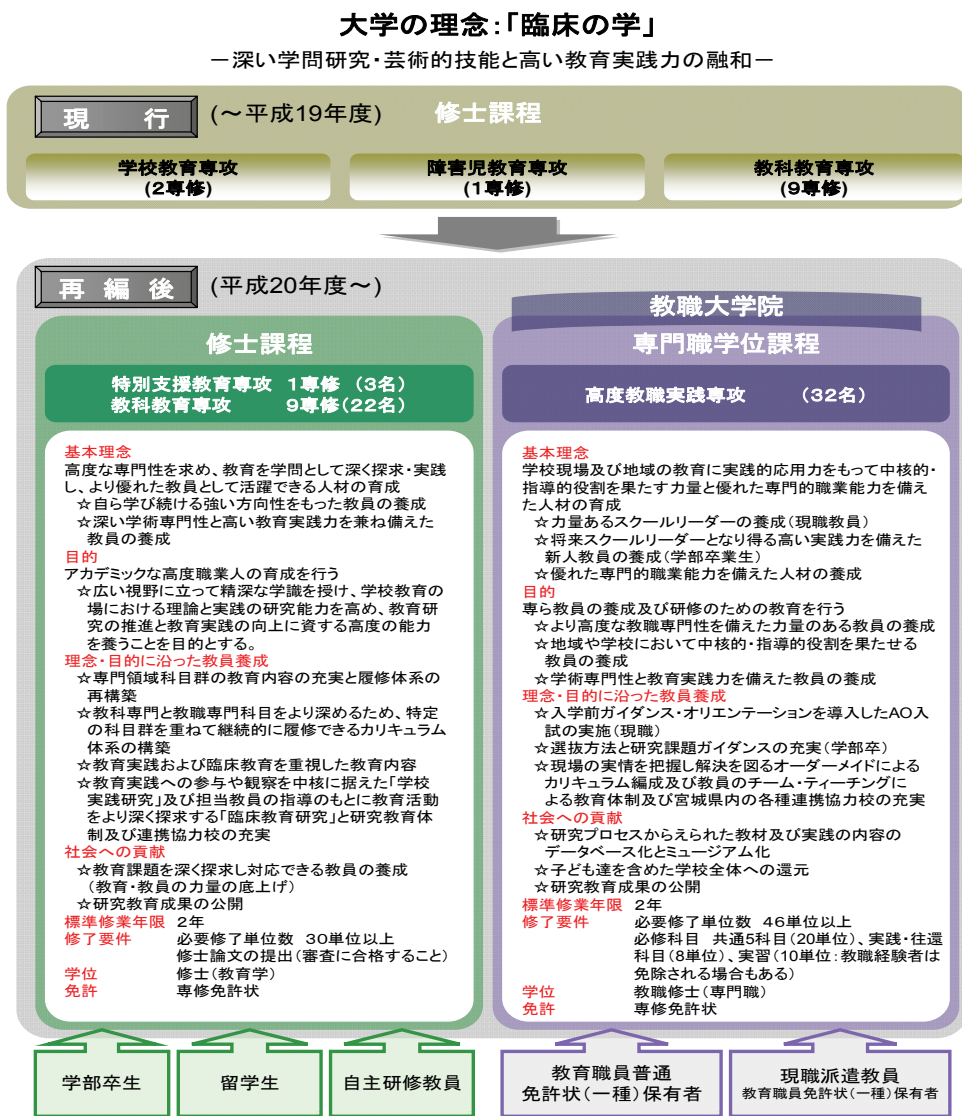 大学の理念:「臨床の学」
－深い学問研究・芸術的技能と高い教育実践力の融和－
現　行 (～平成19年度) 修士課程
学校教育専攻
(2専修)
障害児教育専攻
(1専修)
教科教育専攻
(9専修)
再 編 後 (平成20年度～)
修士課程
特別支援教育専攻 1専修 (3名)
教科教育専攻 9専修(22名)
基本理念
高度な専門性を求め、教育を学問として深く探求・実践
し、より優れた教員として活躍できる人材の育成
☆自ら学び続ける強い方向性をもった教員の養成
☆深い学術専門性と高い教育実践力を兼ね備えた
教員の養成
目的
アカデミックな高度職業人の育成を行う
☆広い視野に立って精深な学識を授け、学校教育の
場における理論と実践の研究能力を高め、教育研
究の推進と教育実践の向上に資する高度の能力
を養うことを目的とする。
理念・目的に沿った教員養成
☆専門領域科目群の教育内容の充実と履修体系の
再構築
☆教科専門と教職専門科目をより深めるため、特定
の科目群を重ねて継続的に履修できるカリキュラム
体系の構築
☆教育実践および臨床教育を重視した教育内容
☆教育実践への参与や観察を中核に据えた「学校
実践研究」及び担当教員の指導のもとに教育活動
をより深く探求する「臨床教育研究」と研究教育体
制及び連携協力校の充実
社会への貢献
☆教育課題を深く探求し対応できる教員の養成
(教育・教員の力量の底上げ)
☆研究教育成果の公開
標準修業年限 2年
修了要件 必要修了単位数 30単位以上
修士論文の提出(審査に合格すること)
学位 修士(教育学)
免許 専修免許状
教職大学院
専門職学位課程
高度教職実践専攻 (32名)
基本理念
学校現場及び地域の教育に実践的応用力をもって中核的・
指導的役割を果たす力量と優れた専門的職業能力を備え
た人材の育成
☆力量あるスクールリーダーの養成(現職教員)
☆将来スクールリーダーとなり得る高い実践力を備えた
新人教員の養成(学部卒業生)
☆優れた専門的職業能力を備えた人材の養成
目的
専ら教員の養成及び研修のための教育を行う
☆より高度な教職専門性を備えた力量のある教員の養成
☆地域や学校において中核的・指導的役割を果たせる
教員の養成
☆学術専門性と教育実践力を備えた教員の養成
理念・目的に沿った教員養成
☆入学前ガイダンス・オリエンテーションを導入したAO入
試の実施(現職)
☆選抜方法と研究課題ガイダンスの充実(学部卒)
☆現場の実情を把握し解決を図るオーダーメイドによる
カリキュラム編成及び教員のチーム・ティーチングに
よる教育体制及び宮城県内の各種連携協力校の充実
社会への貢献
☆研究プロセスからえられた教材及び実践の内容の
データベース化とミュージアム化
☆子ども達を含めた学校全体への還元
☆研究教育成果の公開
標準修業年限 2年
修了要件 必要修了単位数 46単位以上
必修科目 共通5科目(20単位)、実践・往還
科目(8単位)、実習(10単位:教職経験者は
免除される場合もある)
学位 教職修士(専門職)
免許 専修免許状
学部卒生
留学生
自主研修教員
教育職員普通
免許状(一種)保有者
現職派遣教員
教育職員免許状(一種)保有者